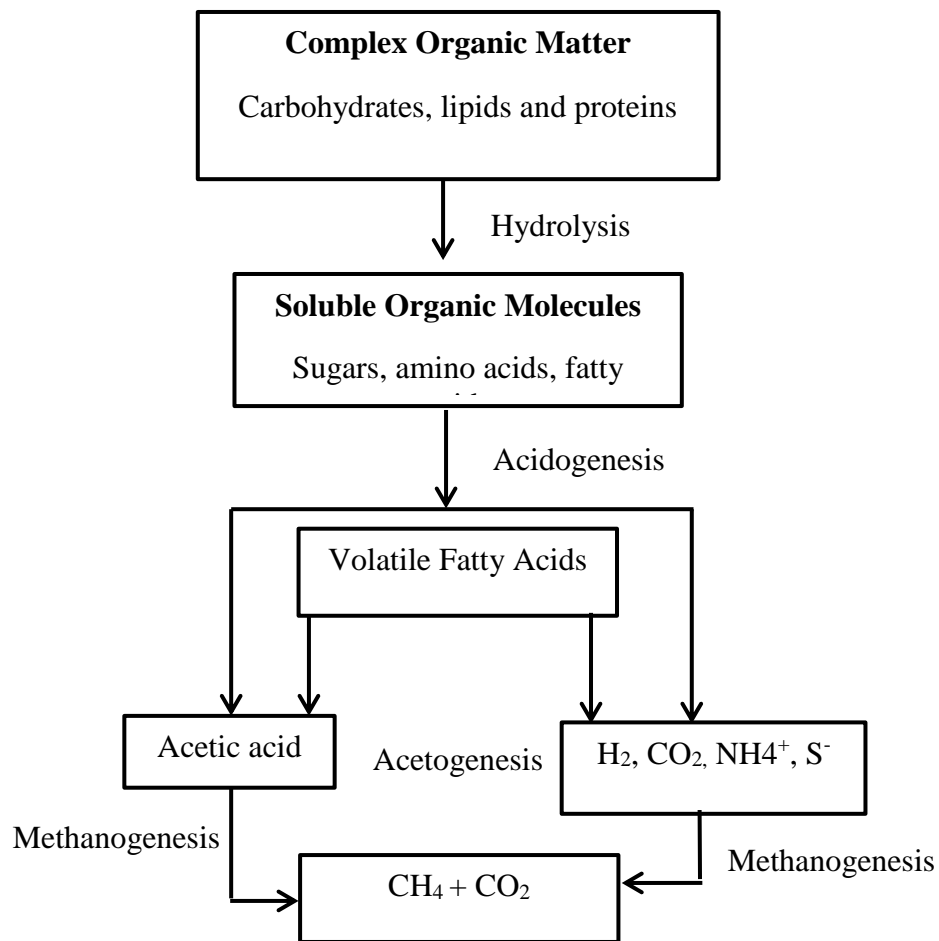 Complex Organic Matter
Carbohydrates, lipids and proteins
Hydrolysis
Soluble Organic Molecules
Sugars, amino acids, fatty
Acidogenesis
Volatile Fatty Acids
Acetic acid
Acetogenesis
H₂, CO₂, NH4⁺, S⁻
Methanogenesis
Methanogenesis
CH₄ + CO₂